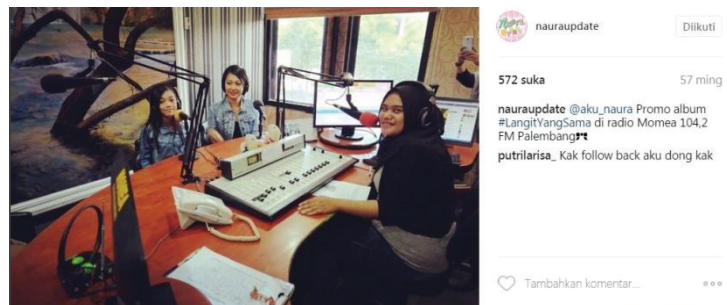 nauraupdate
Diikuti
572 suka
57 ming
nauraupdate @aku_naura Promo album
#LangitYangSama di radio Momea 104,2
FM Palembang
putrilarisa_ Kak follow back aku dong kak
Tambahkan komentar...